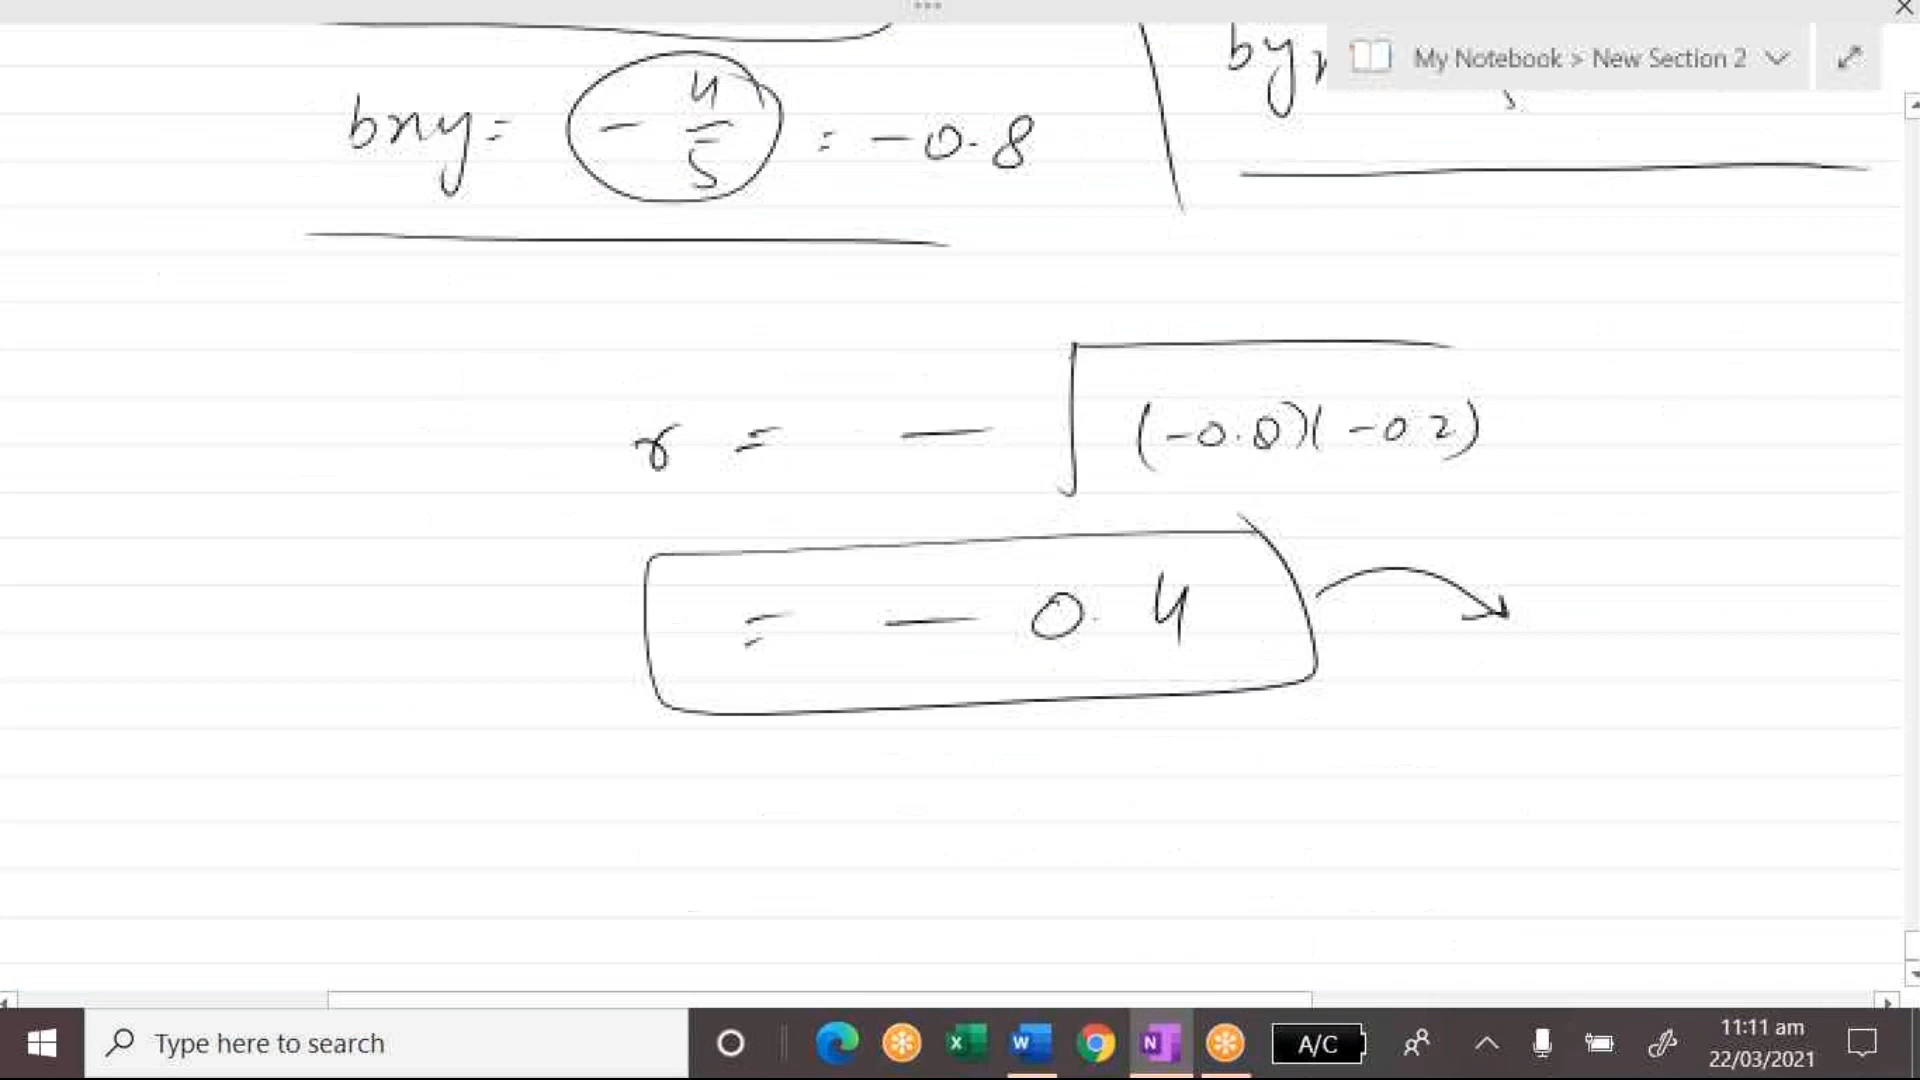 My Notebook > New Section 2
bxy = - 4/5 = -0.8
by
r = - √(-0.8)(-0.2)
= - 0.4
Type here to search
A/C
11:11 am
22/03/2021